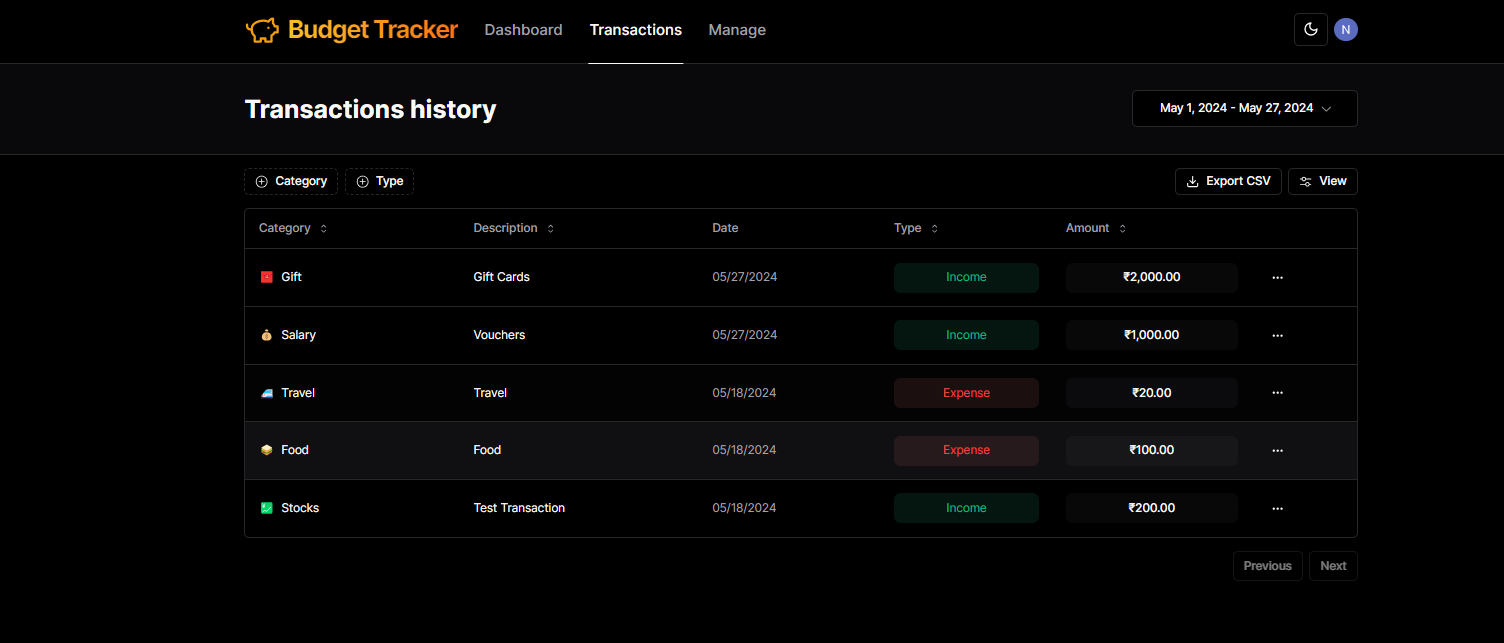 Budget Tracker Dashboard Transactions Manage N
Transactions history May 1, 2024 - May 27, 2024
Category Type Export CSV View
Category Description Date Type Amount
Gift Gift Cards 05/27/2024 Income ₹2,000.00
Salary Vouchers 05/27/2024 Income ₹1,000.00
Travel Travel 05/18/2024 Expense ₹20.00
Food Food 05/18/2024 Expense ₹100.00
Stocks Test Transaction 05/18/2024 Income ₹200.00
Previous Next